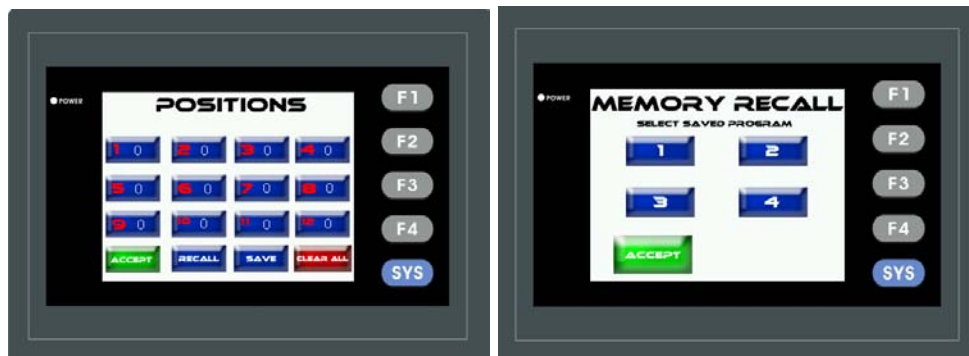 POWER
POSITIONS
1 0 2 0 3 0 4 0
5 0 6 0 7 0 8 0
9 0 10 0 11 0 12 0
ACCEPT RECALL SAVE CLEAR ALL
F1
F2
F3
F4
SYS
POWER
MEMORY RECALL
SELECT SAVED PROGRAM
1 2
3 4
ACCEPT
F1
F2
F3
F4
SYS